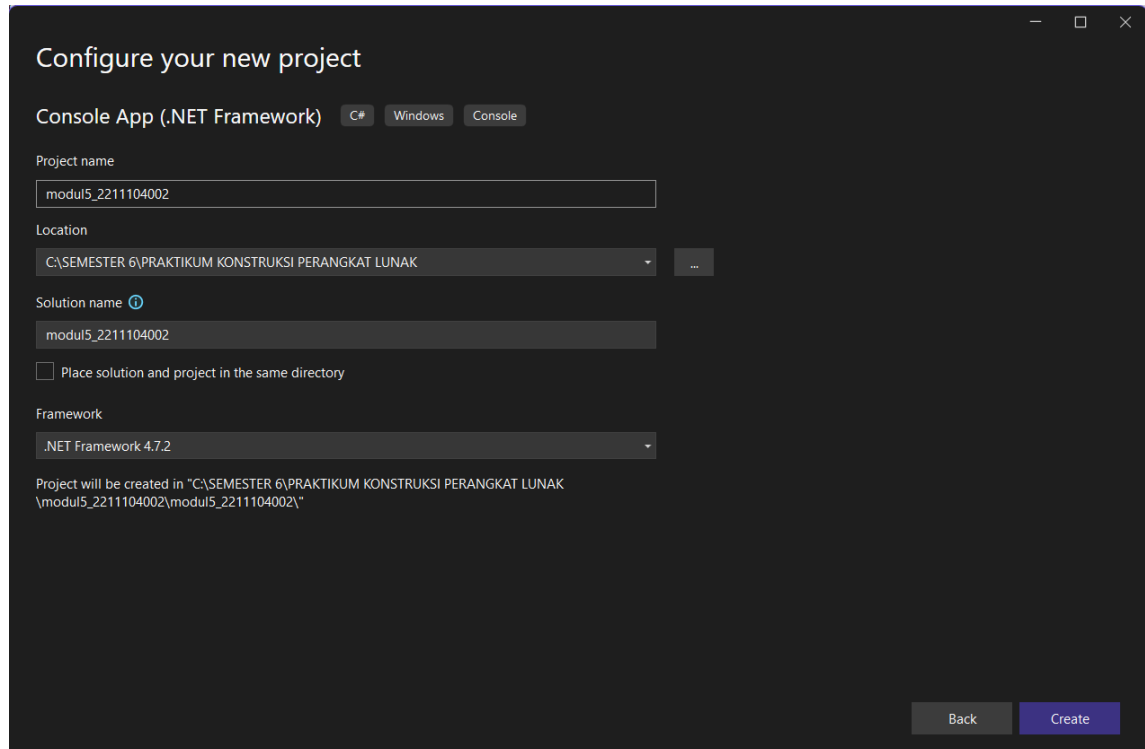 Configure your new project
Console App (.NET Framework) C# Windows Console
Project name
modul5_2211104002
Location
C:\SEMESTER 6\PRAKTIKUM KONSTRUKSI PERANGKAT LUNAK
...
Solution name
modul5_2211104002
Place solution and project in the same directory
Framework
.NET Framework 4.7.2
Project will be created in "C:\SEMESTER 6\PRAKTIKUM KONSTRUKSI PERANGKAT LUNAK
\modul5_2211104002\modul5_2211104002\"
Back Create